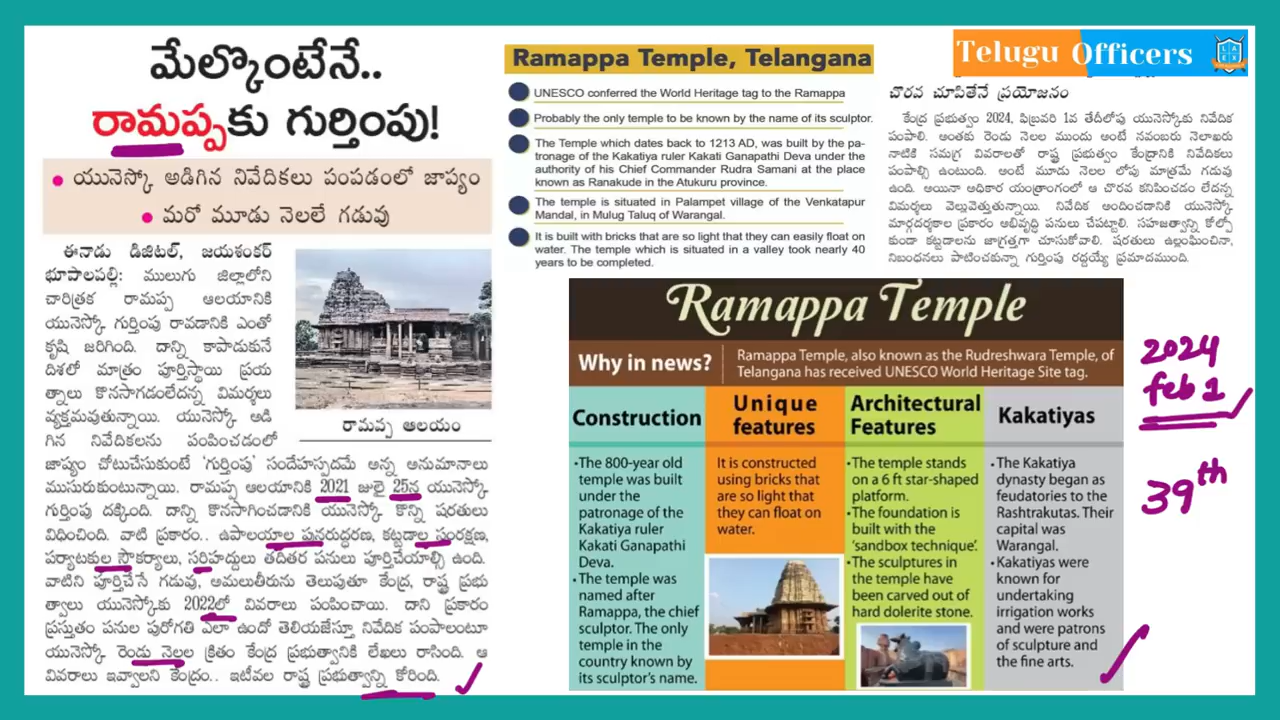 మేల్కొంటేనే..
రామప్పకు గుర్తింపు!
• యునెస్కో అడిగిన నివేదికలు పంపడంలో జాప్యం
• మరో మూడు నెలలే గడువు
ఈనాడు డిజిటల్, జయశంకర్
భూపాలపల్లి: ములుగు జిల్లాలోని
చారిత్రక రామప్ప ఆలయానికి
యునెస్కో గుర్తింపు రావడానికి ఎంతో
కృషి జరిగింది. దాన్ని కాపాడుకునే
దిశలో మాత్రం పూర్తిస్థాయి ప్రయ
త్నాలు కొనసాగడంలేదన్న విమర్శలు
వ్యక్తమవుతున్నాయి. యునెస్కో అడి
గిన నివేదికలను పంపించడంలో
జాప్యం చోటుచేసుకుంటే 'గుర్తింపు' సందేహాస్పదమే అన్న అనుమానాలు
ముసురుకుంటున్నాయి. రామప్ప ఆలయానికి 2021 జులై 25న యునెస్కో
గుర్తింపు దక్కింది. దాన్ని కొనసాగించడానికి యునెస్కో కొన్ని షరతులు
విధించింది. వాటి ప్రకారం.. ఉపాలయాల పునరుద్ధరణ, కట్టడాల సంరక్షణ,
పర్యాటకుల సౌకర్యాలు, సరిహద్దులు తదితర పనులు పూర్తిచేయాల్సి ఉంది.
వాటిని పూర్తిచేసే గడువు, అమలుతీరును తెలుపుతూ కేంద్ర, రాష్ట్ర ప్రభు
త్వాలు యునెస్కోకు 2022లో వివరాలు పంపించాయి. దాని ప్రకారం
ప్రస్తుతం పనుల పురోగతి ఎలా ఉందో తెలియజేస్తూ నివేదిక పంపాలంటూ
యునెస్కో రెండు నెలల క్రితం కేంద్ర ప్రభుత్వానికి లేఖలు రాసింది. ఆ
వివరాలు ఇవ్వాలని కేంద్రం.. ఇటీవల రాష్ట్ర ప్రభుత్వాన్ని కోరింది.
రామప్ప ఆలయం
Ramappa Temple, Telangana
UNESCO conferred the World Heritage tag to the Ramappa
Probably the only temple to be known by the name of its sculptor.
The Temple which dates back to 1213 AD, was built by the pa-
tronage of the Kakatiya ruler Kakati Ganapathi Deva under the
authority of his Chief Commander Rudra Samani at the place
known as Ranakude in the Atukuru province.
The temple is situated in Palampet village of the Venkatapur
Mandal, in Mulug Taluq of Warangal.
It is built with bricks that are so light that they can easily float on
water. The temple which is situated in a valley took nearly 40
years to be completed.
Telugu Officers
చొరవ చూపితేనే ప్రయోజనం
కేంద్ర ప్రభుత్వం 2024, ఫిబ్రవరి 1వ తేదీలోపు యునెస్కోకు నివేదిక
పంపాలి. అంతకు రెండు నెలల ముందు అంటే నవంబరు నెలాఖరు
నాటికి సమగ్ర వివరాలతో రాష్ట్ర ప్రభుత్వం కేంద్రానికి నివేదికలు
పంపాల్సి ఉంటుంది. అంటే మూడు నెలల లోపు మాత్రమే గడువు
ఉంది. అయినా అధికార యంత్రాంగంలో ఆ చొరవ కనిపించడం లేదన్న
విమర్శలు వెల్లువెత్తుతున్నాయి. నివేదిక అందించడానికి యునెస్కో
మార్గదర్శకాల ప్రకారం అభివృద్ధి పనులు చేపట్టాలి. సహజత్వాన్ని కోల్పో
కుండా కట్టడాలను జాగ్రత్తగా చూసుకోవాలి. షరతులు ఉల్లంఘించినా,
నిబంధనలు పాటించకున్నా గుర్తింపు రద్దయ్యే ప్రమాదముంది.
Ramappa Temple
Why in news?
Ramappa Temple, also known as the Rudreshwara Temple, of
Telangana has received UNESCO World Heritage Site tag.
Construction
•The 800-year old
temple was built
under the
patronage of the
Kakatiya ruler
Kakati Ganapathi
Deva.
•The temple was
named after
Ramappa, the chief
sculptor. The only
temple in the
country known by
its sculptor's name.
Unique
features
It is constructed
using bricks that
are so light that
they can float on
water.
Architectural
Features
•The temple stands
on a 6 ft star-shaped
platform.
•The foundation is
built with the
'sandbox technique'.
•The sculptures in
the temple have
been carved out of
hard dolerite stone.
Kakatiyas
•The Kakatiya
dynasty began as
feudatories to the
Rashtrakutas. Their
capital was
Warangal.
•Kakatiyas were
known for
undertaking
irrigation works
and were patrons
of sculpture and
the fine arts.
2024
Feb 1
39th